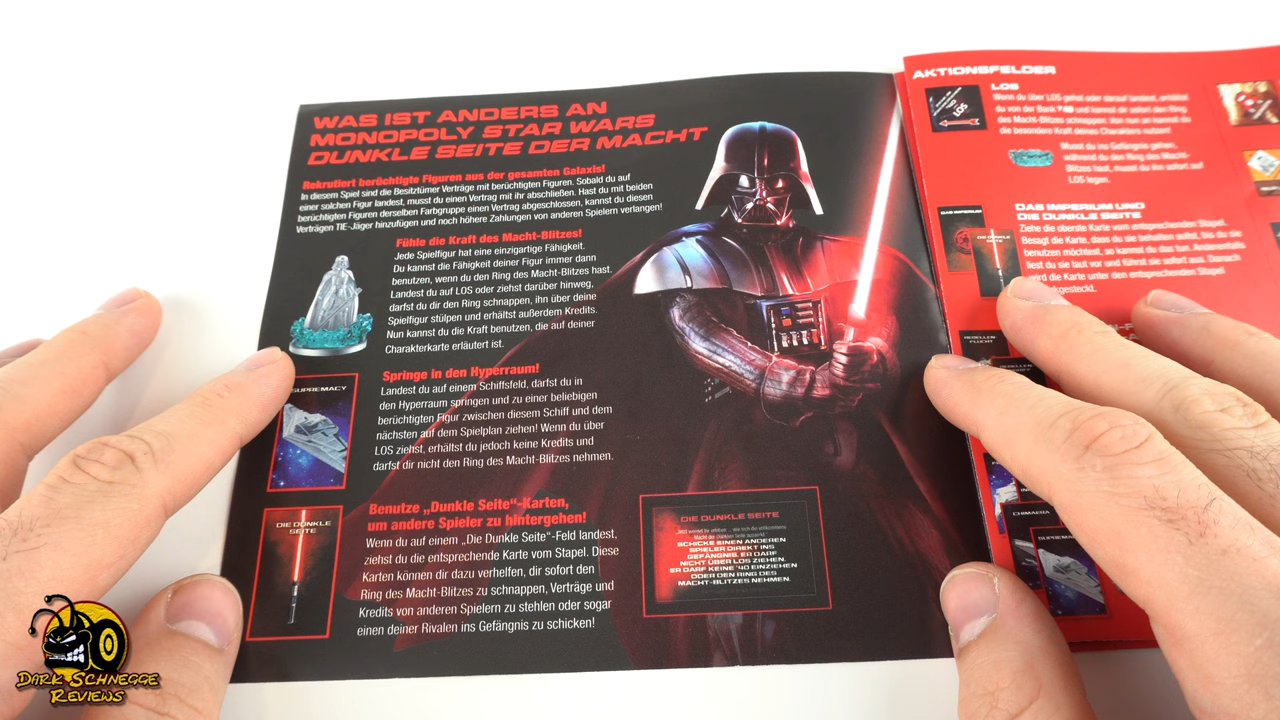 WAS IST ANDERS AN
MONOPOLY STAR WARS
DUNKLE SEITE DER MACHT
Rekrutiert berüchtigte Figuren aus der gesamten Galaxis!
In diesem Spiel sind die Besitztümer Verträge mit berüchtigten Figuren. Sobald du auf
einer solchen Figur landest, musst du einen Vertrag mit ihr abschließen. Hast du mit beiden
berüchtigten Figuren derselben Farbgruppe einen Vertrag abgeschlossen, kannst du diesen
Verträgen TIE-Jäger hinzufügen und noch höhere Zahlungen von anderen Spielern verlangen!
Fühle die Kraft des Macht-Blitzes!
Jede Spielfigur hat eine einzigartige Fähigkeit.
Du kannst die Fähigkeit deiner Figur immer dann
benutzen, wenn du den Ring des Macht-Blitzes hast.
Landest du auf LOS oder ziehst darüber hinweg,
darfst du dir den Ring schnappen, ihn über deine
Spielfigur stülpen und erhältst außerdem Kredits.
Nun kannst du die Kraft benutzen, die auf deiner
Charakterkarte erläutert ist.
SUPREMACY
Springe in den Hyperraum!
Landest du auf einem Schiffsfeld, darfst du in
den Hyperraum springen und zu einer beliebigen
berüchtigten Figur zwischen diesem Schiff und dem
nächsten auf dem Spielplan ziehen! Wenn du über
LOS ziehst, erhältst du jedoch keine Kredits und
darfst dir nicht den Ring des Macht-Blitzes nehmen.
DIE DUNKLE
SEITE
Benutze „Dunkle Seite“-Karten,
um andere Spieler zu hintergehen!
Wenn du auf einem „Die Dunkle Seite“-Feld landest,
ziehst du die entsprechende Karte vom Stapel. Diese
Karten können dir dazu verhelfen, dir sofort den
Ring des Macht-Blitzes zu schnappen, Verträge und
Kredits von anderen Spielern zu stehlen oder sogar
einen deiner Rivalen ins Gefängnis zu schicken!
DIE DUNKLE SEITE
SCHICKE EINEN ANDEREN
SPIELER DIREKT INS
GEFÄNGNIS. ER DARF
NICHT ÜBER LOS ZIEHEN.
ER DARF KEINE 40 EINZIEHEN
ODER DEN RING DES
MACHT-BLITZES NEHMEN.
AKTIONSFELDER
LOS
LOS
Wenn du über LOS gehst oder darauf landest, erhältst
du von der Bank 40 und kannst dir sofort den Ring
des Macht-Blitzes schnappen. Von nun an kannst du
die besondere Kraft deines Charakters nutzen!
Musst du ins Gefängnis gehen,
während du den Ring des Macht-
Blitzes hast, musst du ihn sofort auf
LOS legen.
DAS IMPERIUM UND
DIE DUNKLE SEITE
DAS IMPERIUM
DIE DUNKLE
SEITE
Ziehe die oberste Karte vom entsprechenden Stapel.
Besagt die Karte, dass du sie behalten sollst, bis du sie
benutzen möchtest, so kannst du das tun. Anderenfalls
liest du sie laut vor und führst sie sofort aus. Danach
wird die Karte unter den entsprechenden Stapel
REBELLEN-
FLUCHT
CHIMAERA
SUPREMA
DARK SCHNEGGE
REVIEWS